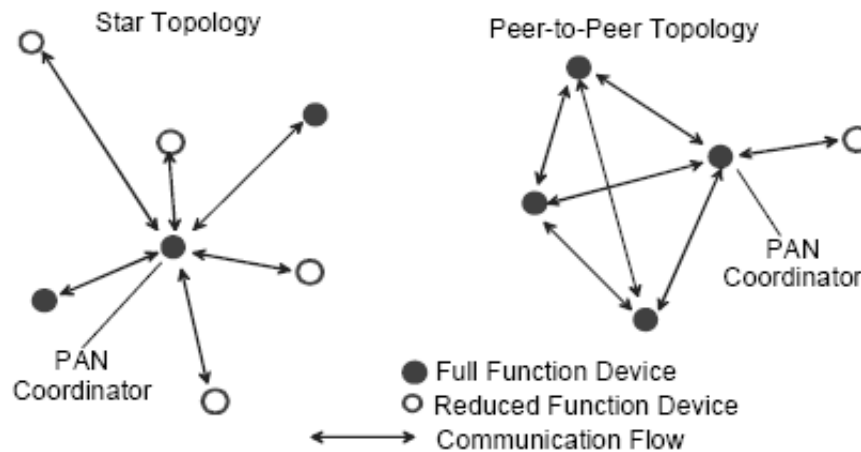 Star Topology
Peer-to-Peer Topology
PAN
Coordinator
PAN
Coordinator
Full Function Device
Reduced Function Device
Communication Flow